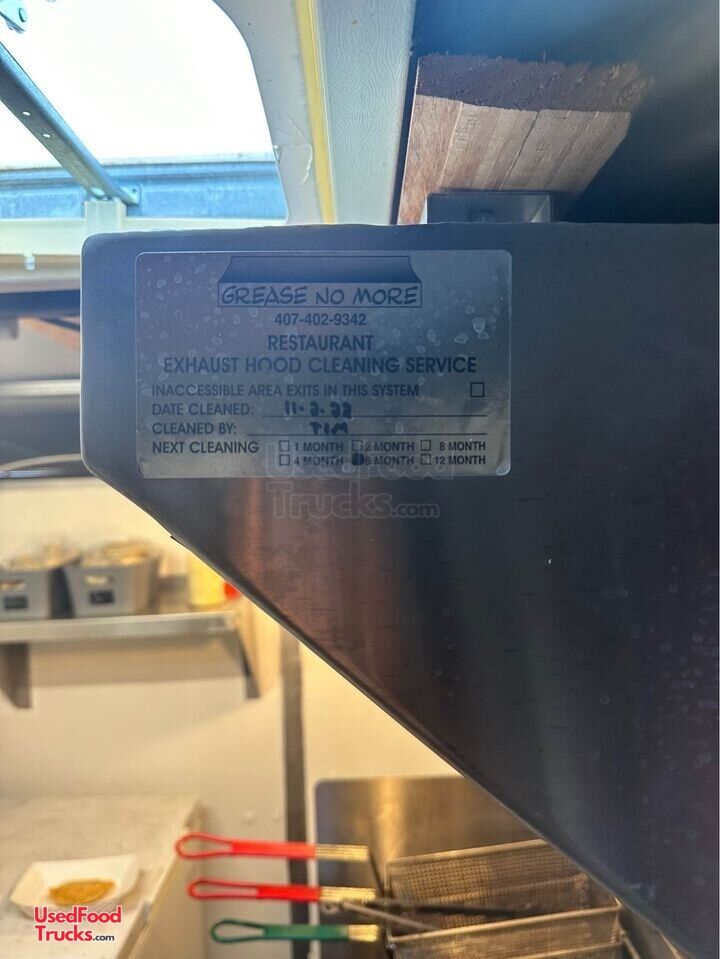 GREASE NO MORE
407-402-9342
RESTAURANT
EXHAUST HOOD CLEANING SERVICE
INACCESSIBLE AREA EXITS IN THIS SYSTEM
DATE CLEANED: 11-2-22
CLEANED BY: TIM
NEXT CLEANING 1 MONTH 2 MONTH 8 MONTH
4 MONTH 6 MONTH 12 MONTH
UsedFood
Trucks.com
UsedFood
Trucks.com